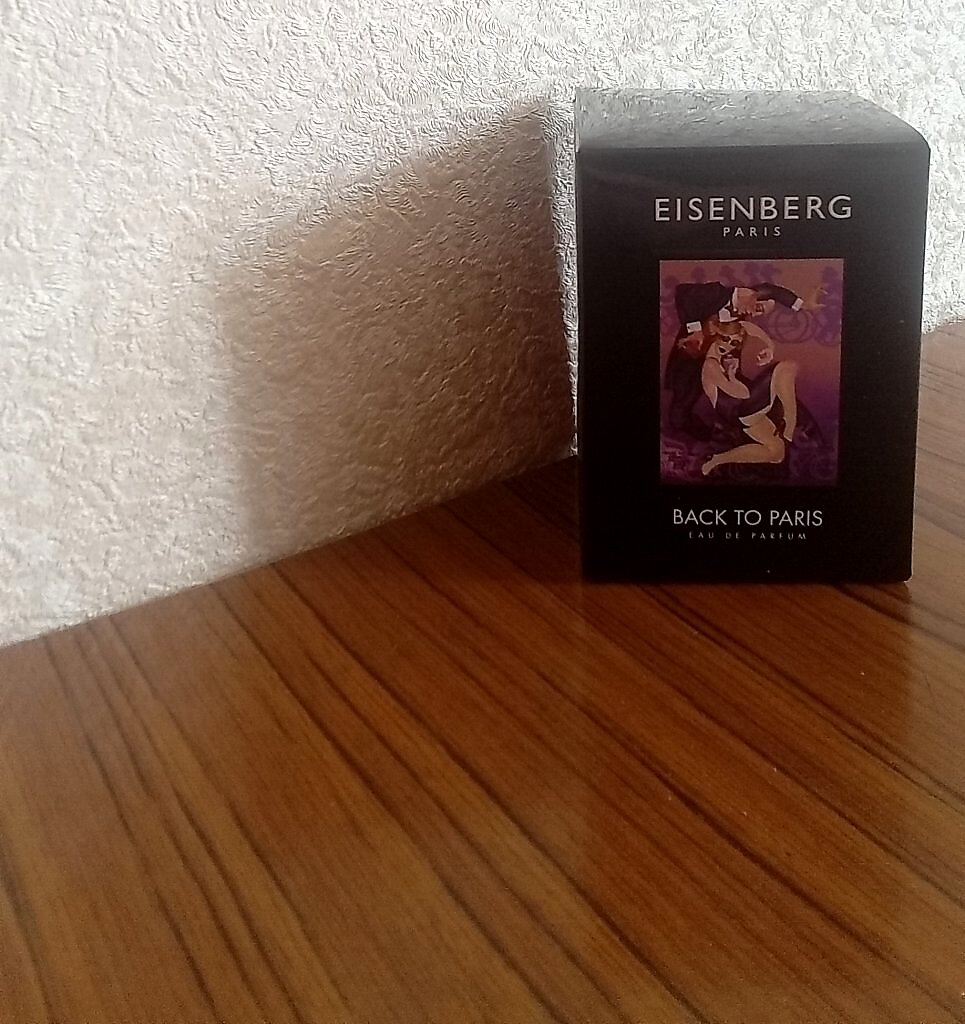 EISENBERG
PARIS
BACK TO PARIS
EAU DE PARFUM